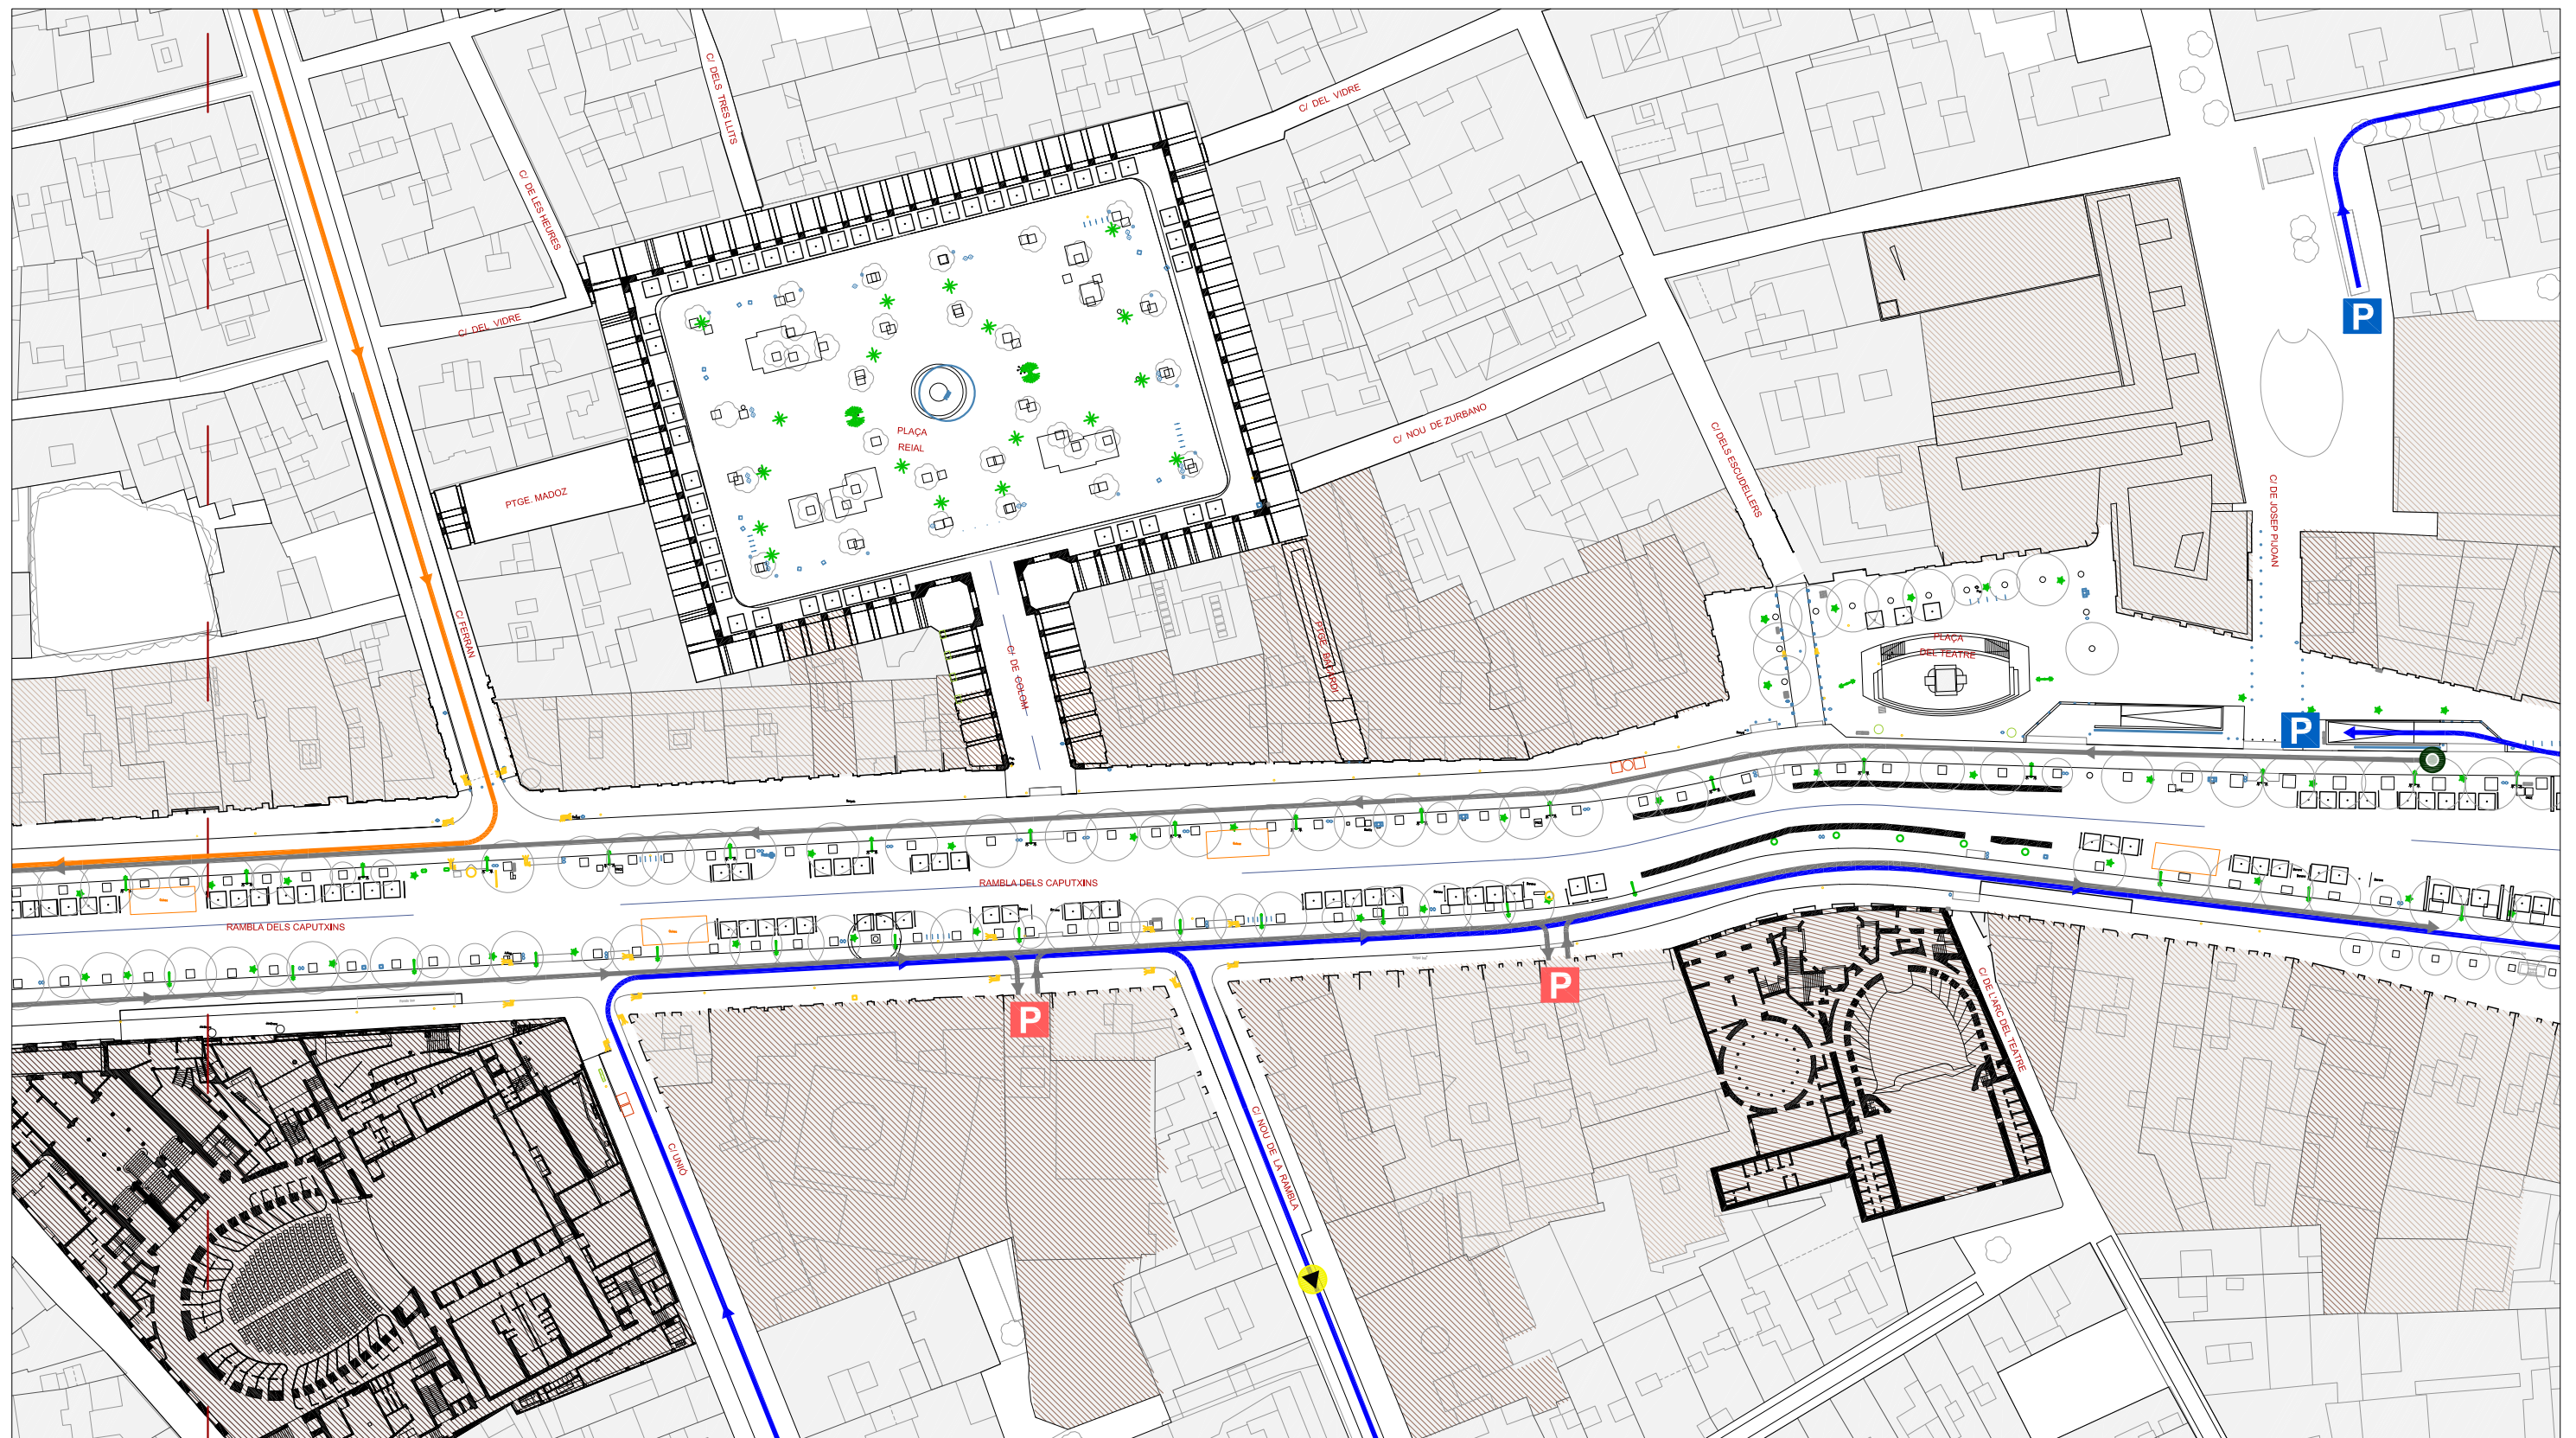 C/ DELS TRES LLITS
C/ DEL VIDRE
C/ DE LES HEURES
C/ DEL VIDRE
P
C/ NOU DE ZURBANO
PLAÇA
REIAL
C/ DELS ESCUDELLERS
PTGE. MADOZ
C/ DE JOSEP PIJOAN
C/ FERRAN
C/ DE COLOM
PTGE. BACARDI
PLAÇA
DEL TEATRE
P
RAMBLA DELS CAPUTXINS
RAMBLA DELS CAPUTXINS
P
P
C/ DE L'ARC DEL TEATRE
C/ UNIÓ
C/ NOU DE LA RAMBLA